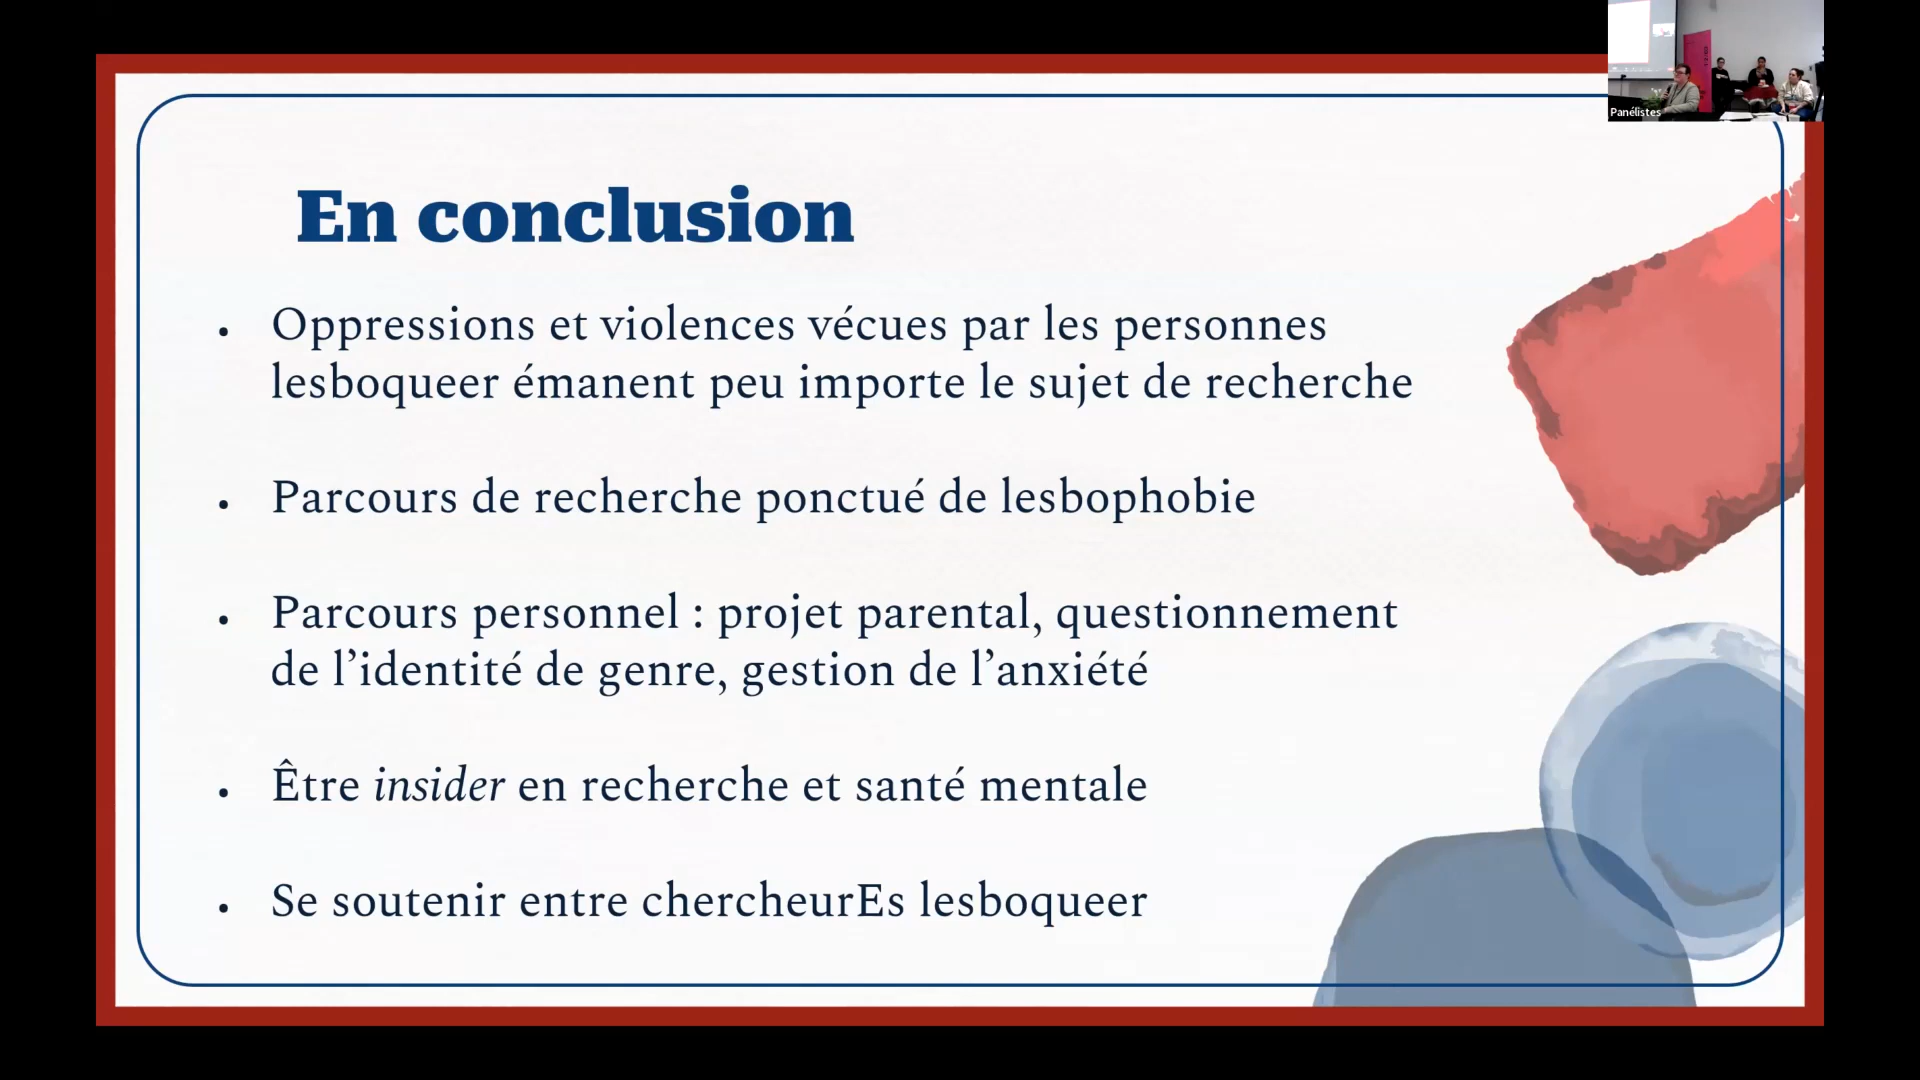 Panélistes
En conclusion
• Oppressions et violences vécues par les personnes
lesboqueer émanent peu importe le sujet de recherche
• Parcours de recherche ponctué de lesbophobie
• Parcours personnel : projet parental, questionnement
de l’identité de genre, gestion de l’anxiété
• Être insider en recherche et santé mentale
• Se soutenir entre chercheurEs lesboqueer